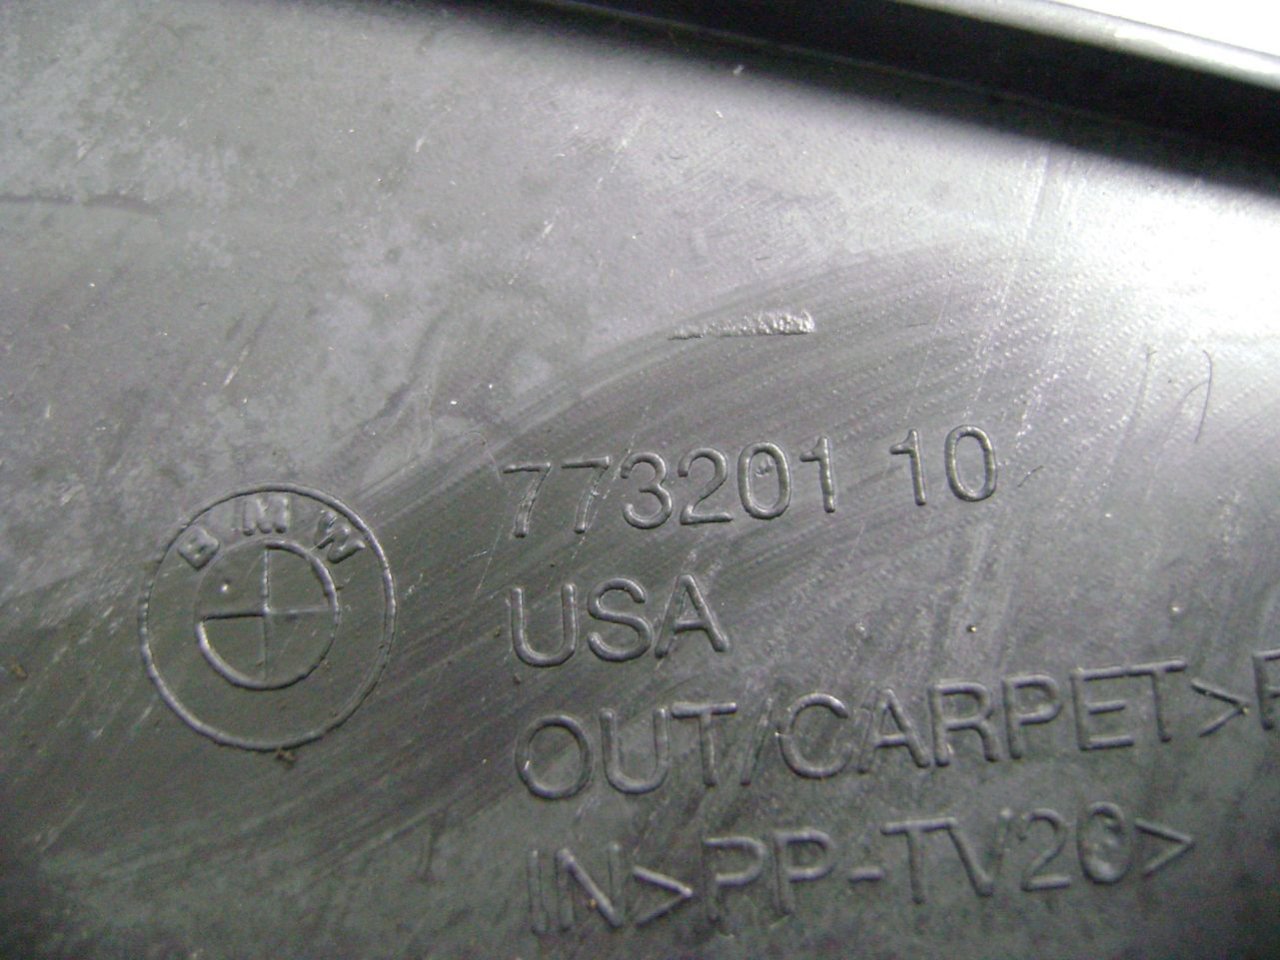 BMW
773201 10
USA
OUT/CARPET>P
IN>PP-TV20>